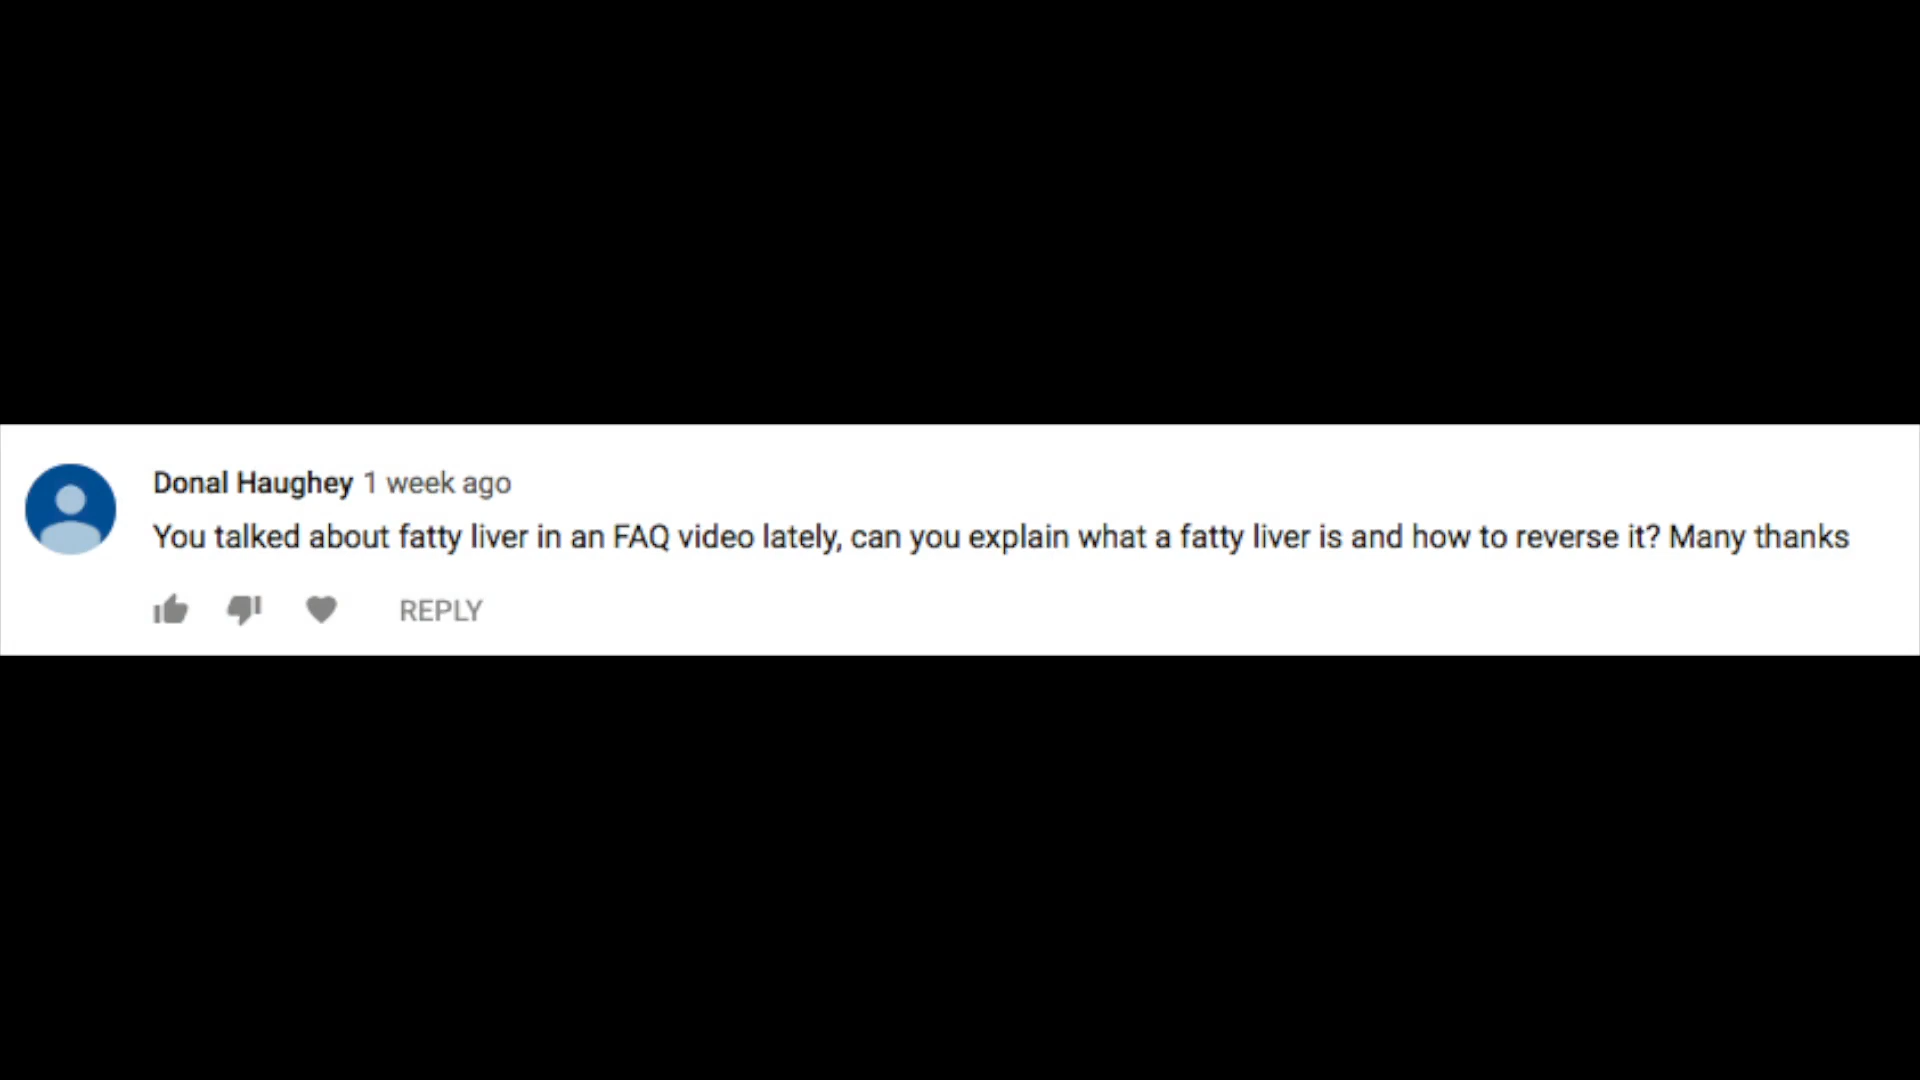 Donal Haughey 1 week ago
You talked about fatty liver in an FAQ video lately, can you explain what a fatty liver is and how to reverse it? Many thanks
REPLY